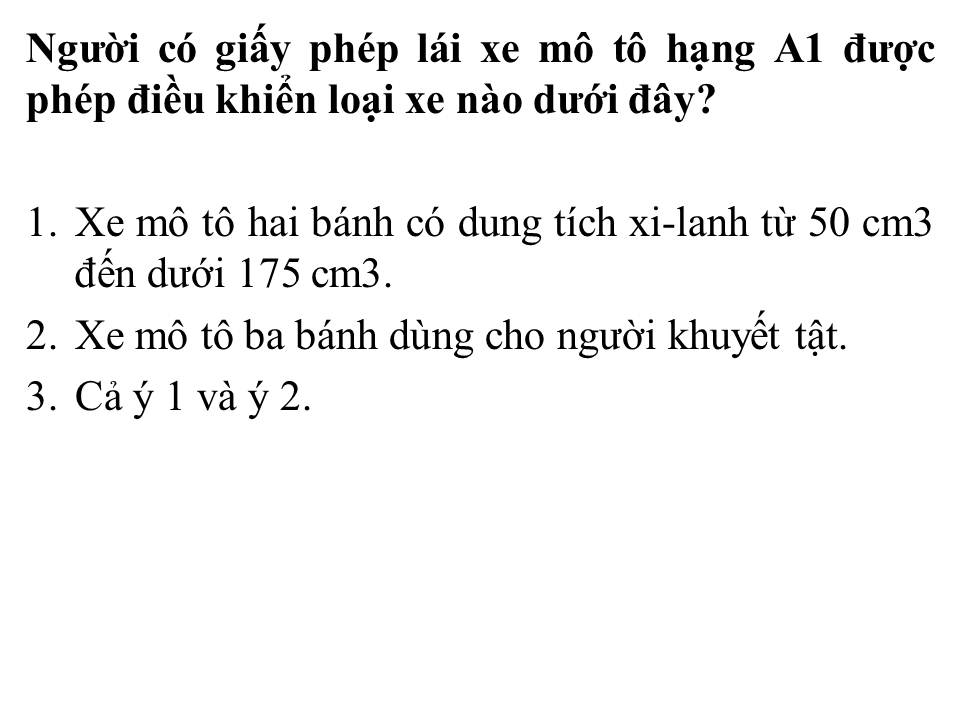 Người có giấy phép lái xe mô tô hạng A1 được
phép điều khiển loại xe nào dưới đây?
1. Xe mô tô hai bánh có dung tích xi-lanh từ 50 cm3
đến dưới 175 cm3.
2. Xe mô tô ba bánh dùng cho người khuyết tật.
3. Cả ý 1 và ý 2.